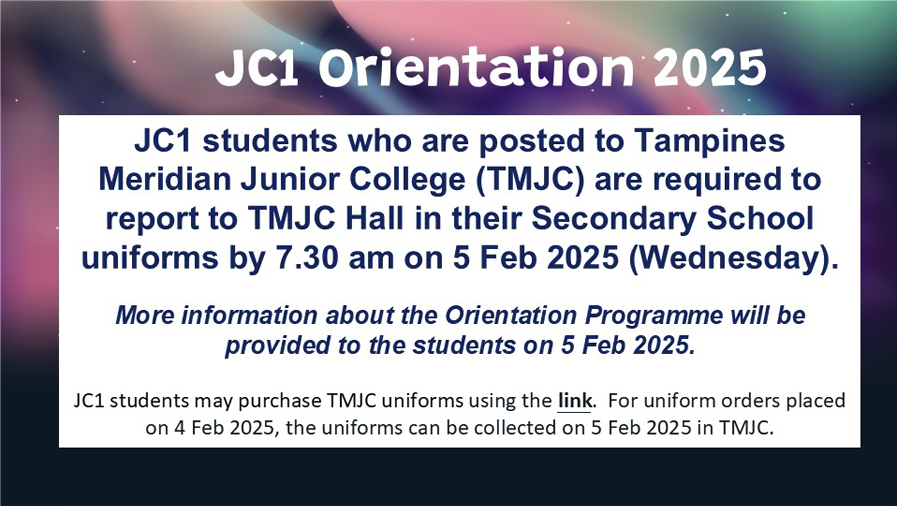 JC1 Orientation 2025
JC1 students who are posted to Tampines
Meridian Junior College (TMJC) are required to
report to TMJC Hall in their Secondary School
uniforms by 7.30 am on 5 Feb 2025 (Wednesday).
More information about the Orientation Programme will be
provided to the students on 5 Feb 2025.
JC1 students may purchase TMJC uniforms using the link.  For uniform orders placed
on 4 Feb 2025, the uniforms can be collected on 5 Feb 2025 in TMJC.